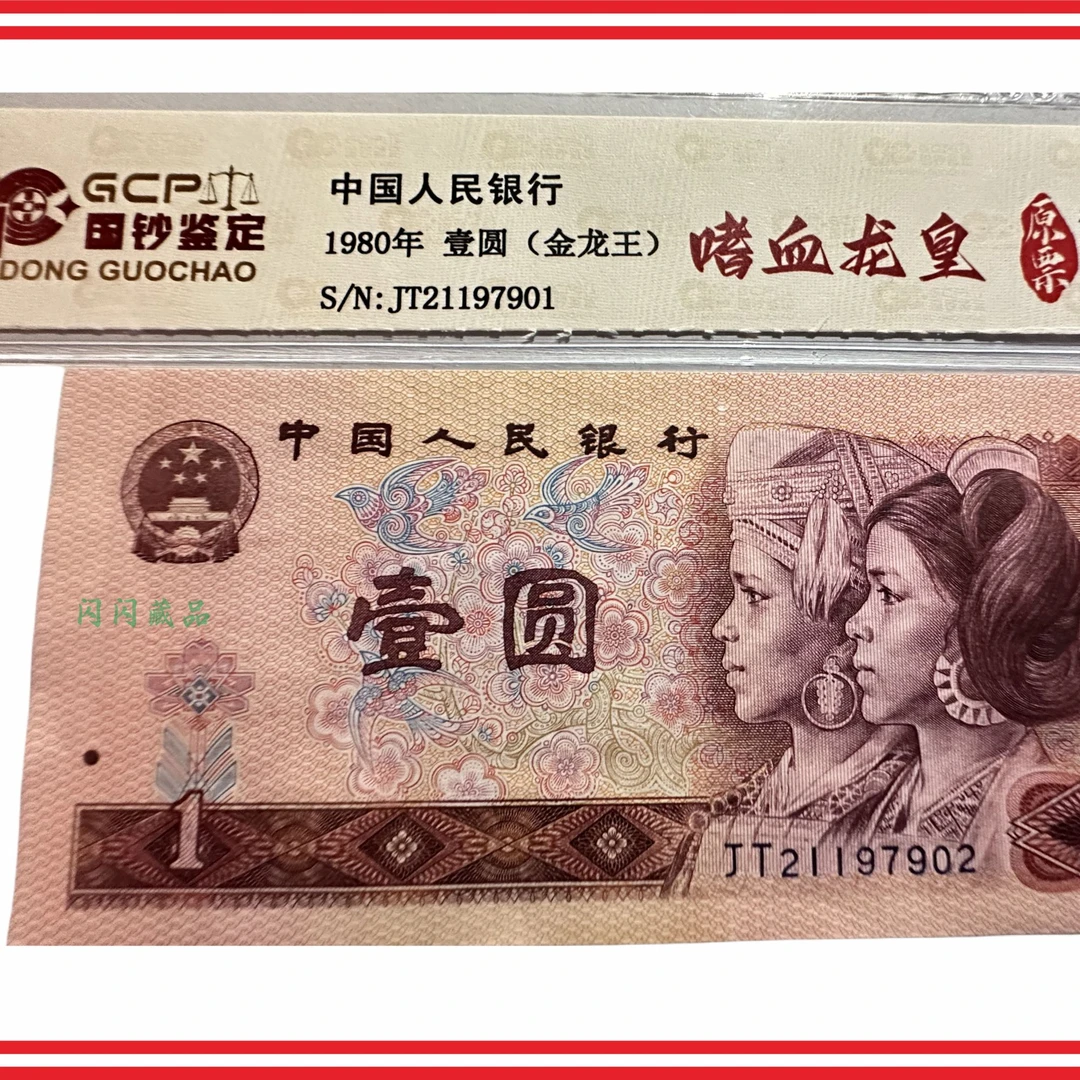 GCP
国钞鉴定
DONG GUOCHAO
中国人民银行
1980年 壹圆（金龙王）
S/N:JT21197901
嗜血龙皇
原票
中国人民银行
壹圆
闪闪藏品
1
JT21197902